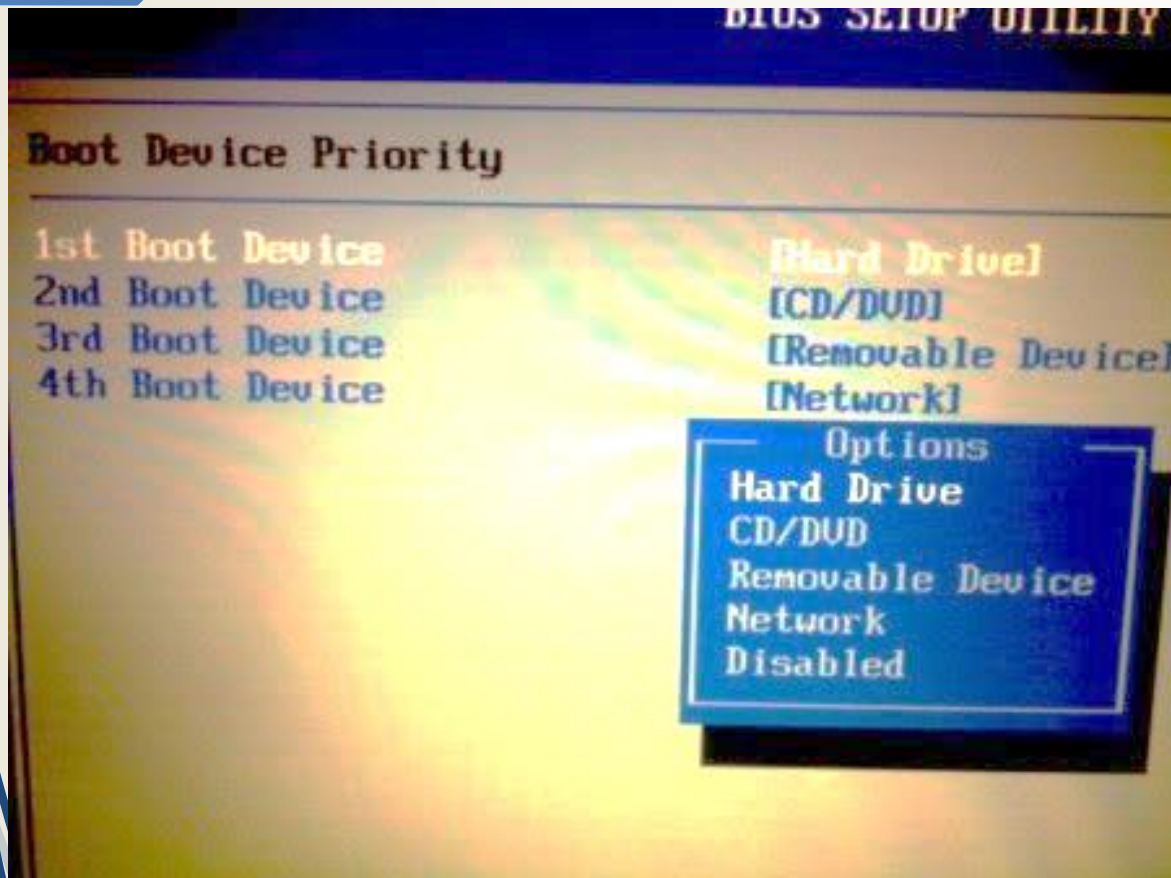 BIOS SETUP UTILITY
Boot Device Priority
1st Boot Device [Hard Drive]
2nd Boot Device [CD/DVD]
3rd Boot Device [Removable Device]
4th Boot Device [Network]
Options
Hard Drive
CD/DVD
Removable Device
Network
Disabled